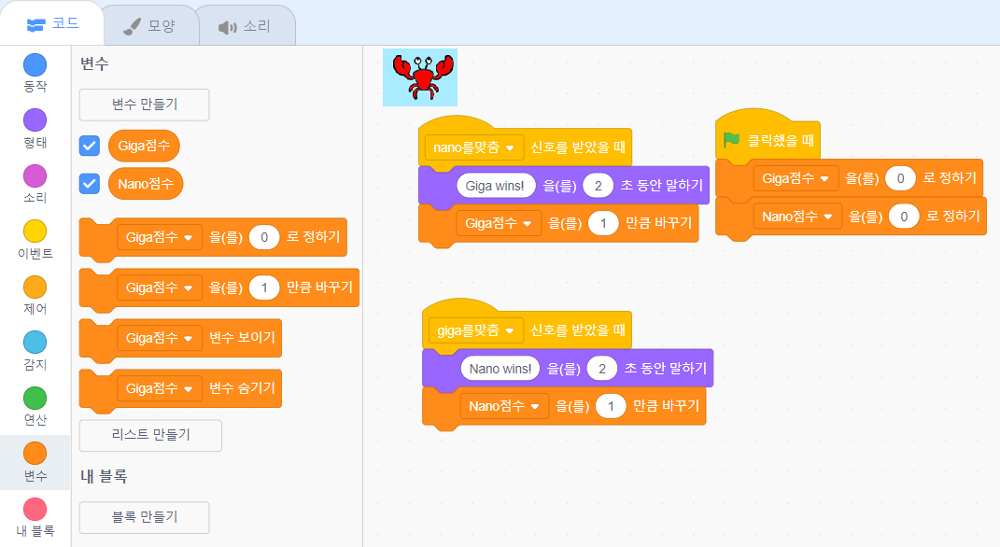 코드
모양
소리
동작
형태
소리
이벤트
제어
감지
연산
변수
내 블록
변수
변수 만들기
Giga점수
Nano점수
Giga점수 을(를) 0 로 정하기
Giga점수 을(를) 1 만큼 바꾸기
Giga점수 변수 보이기
Giga점수 변수 숨기기
리스트 만들기
내 블록
블록 만들기
nano를맞춤 신호를 받았을 때
Giga wins! 을(를) 2 초 동안 말하기
Giga점수 을(를) 1 만큼 바꾸기
클릭했을 때
Giga점수 을(를) 0 로 정하기
Nano점수 을(를) 0 로 정하기
giga를맞춤 신호를 받았을 때
Nano wins! 을(를) 2 초 동안 말하기
Nano점수 을(를) 1 만큼 바꾸기